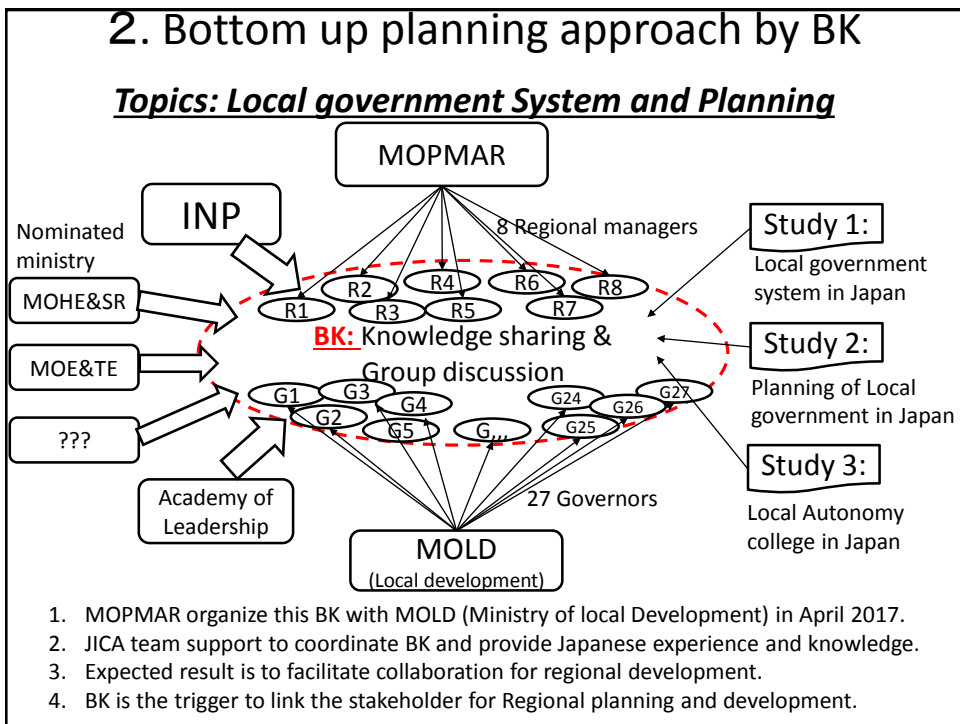 2. Bottom up planning approach by BK
Topics: Local government System and Planning
MOPMAR
INP
8 Regional managers
Nominated
ministry
MOHE&SR
MOE&TE
???
Academy of
Leadership
R1
R2
R3
R4
R5
R6
R7
R8
BK: Knowledge sharing &
Group discussion
G1
G2
G3
G4
G5
G,,,
G24
G25
G26
G27
27 Governors
MOLD
(Local development)
Study 1:
Local government
system in Japan
Study 2:
Planning of Local
government in Japan
Study 3:
Local Autonomy
college in Japan
1. MOPMAR organize this BK with MOLD (Ministry of local Development) in April 2017.
2. JICA team support to coordinate BK and provide Japanese experience and knowledge.
3. Expected result is to facilitate collaboration for regional development.
4. BK is the trigger to link the stakeholder for Regional planning and development.